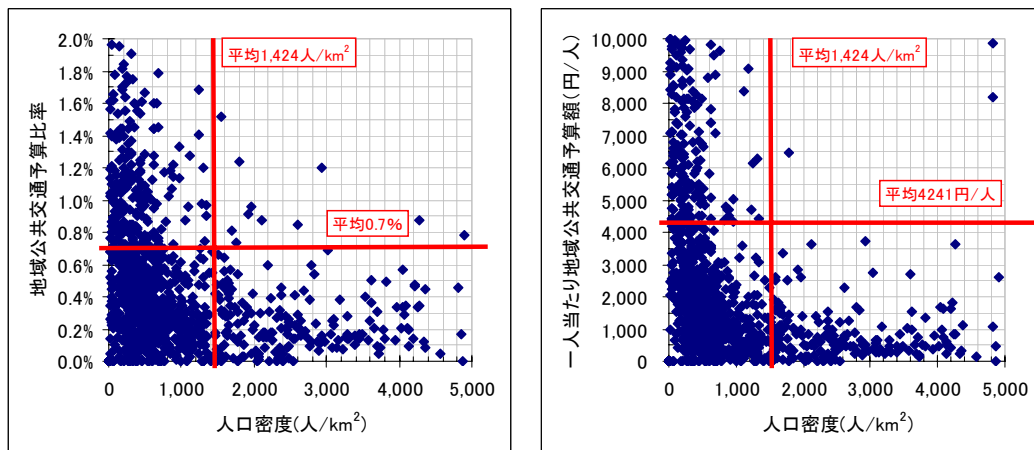 地域公共交通予算比率
2.0%
1.8%
1.6%
1.4%
1.2%
1.0%
0.8%
0.6%
0.4%
0.2%
0.0%
平均1,424人/km²
平均0.7%
0 1,000 2,000 3,000 4,000 5,000
人口密度(人/km²)
一人当たり地域公共交通予算額(円/人)
10,000
9,000
8,000
7,000
6,000
5,000
4,000
3,000
2,000
1,000
0
平均1,424人/km²
平均4241円/人
0 1,000 2,000 3,000 4,000 5,000
人口密度(人/km²)